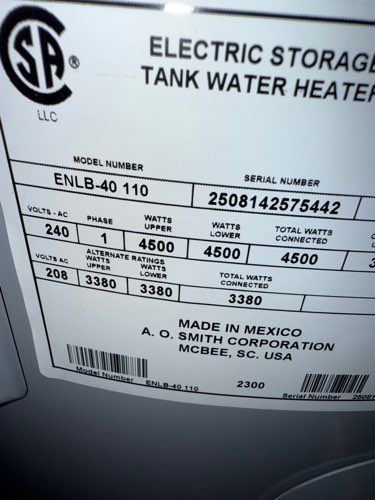 CSA ®
LLC
ELECTRIC STORAGE
TANK WATER HEATER
MODEL NUMBER SERIAL NUMBER
ENLB-40 110 2508142575442
VOLTS - AC PHASE WATTS UPPER WATTS LOWER TOTAL WATTS CONNECTED
240 1 4500 4500 4500
ALTERNATE RATINGS
VOLTS AC WATTS UPPER WATTS LOWER TOTAL WATTS CONNECTED
208 3380 3380 3380
MADE IN MEXICO
A. O. SMITH CORPORATION
MCBEE, SC. USA
Model Number ENLB-40 110 2300 Serial Number